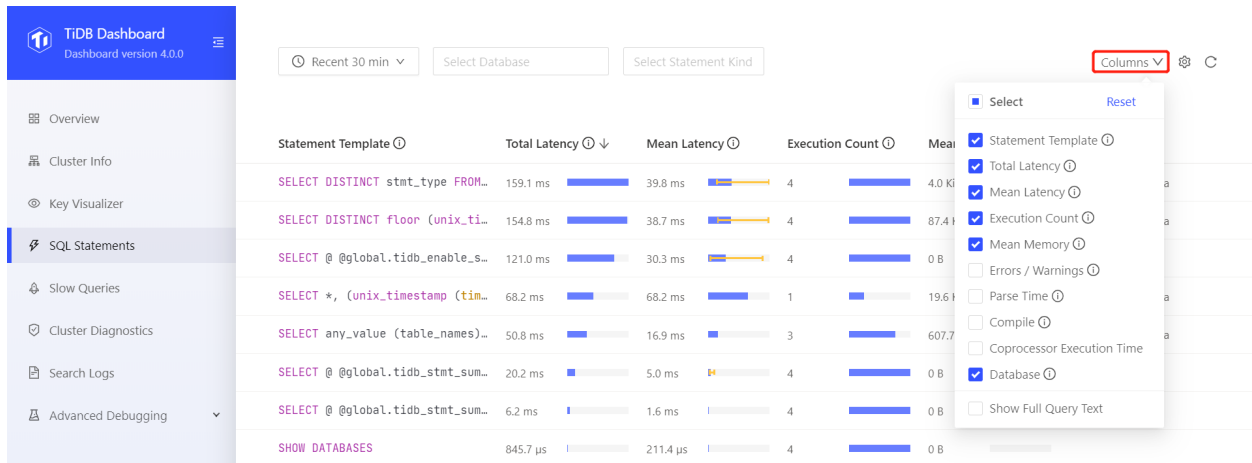 TiDB Dashboard
Dashboard version 4.0.0
Overview
Cluster Info
Key Visualizer
SQL Statements
Slow Queries
Cluster Diagnostics
Search Logs
Advanced Debugging
Recent 30 min Select Database Select Statement Kind Columns
Statement Template Total Latency Mean Latency Execution Count
SELECT DISTINCT stmt_type FROM… 159.1 ms 39.8 ms 4
SELECT DISTINCT floor (unix_ti… 154.8 ms 38.7 ms 4
SELECT @ @global.tidb_enable_s… 121.0 ms 30.3 ms 4 0 B
SELECT *, (unix_timestamp (tim… 68.2 ms 68.2 ms 1
SELECT any_value (table_names)… 50.8 ms 16.9 ms 3
SELECT @ @global.tidb_stmt_sum… 20.2 ms 5.0 ms 4 0 B
SELECT @ @global.tidb_stmt_sum… 6.2 ms 1.6 ms 4 0 B
SHOW DATABASES 845.7 µs 211.4 µs 4 0 B
Select Reset
Statement Template
Total Latency
Mean Latency
Execution Count
Mean Memory
Errors / Warnings
Parse Time
Compile
Coprocessor Execution Time
Database
Show Full Query Text